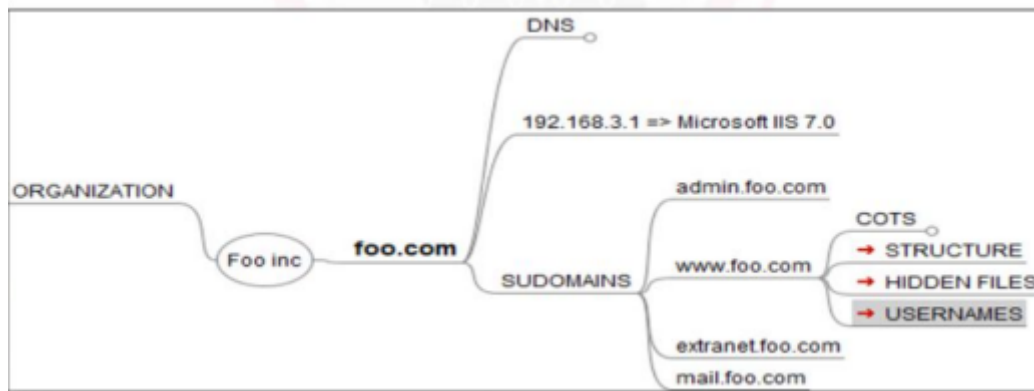 DNS
192.168.3.1 => Microsoft IIS 7.0
ORGANIZATION
Foo inc
foo.com
SUDOMAINS
admin.foo.com
www.foo.com
COTS
STRUCTURE
HIDDEN FILES
USERNAMES
extranet.foo.com
mail.foo.com